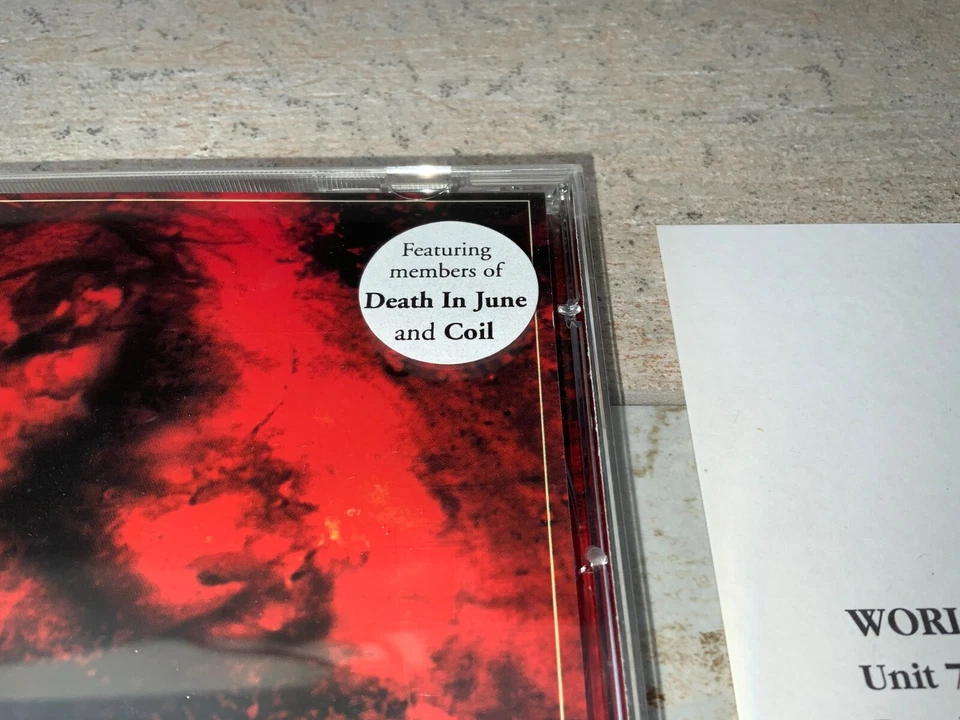 Featuring
members of
Death In June
and Coil
WORL
Unit 7